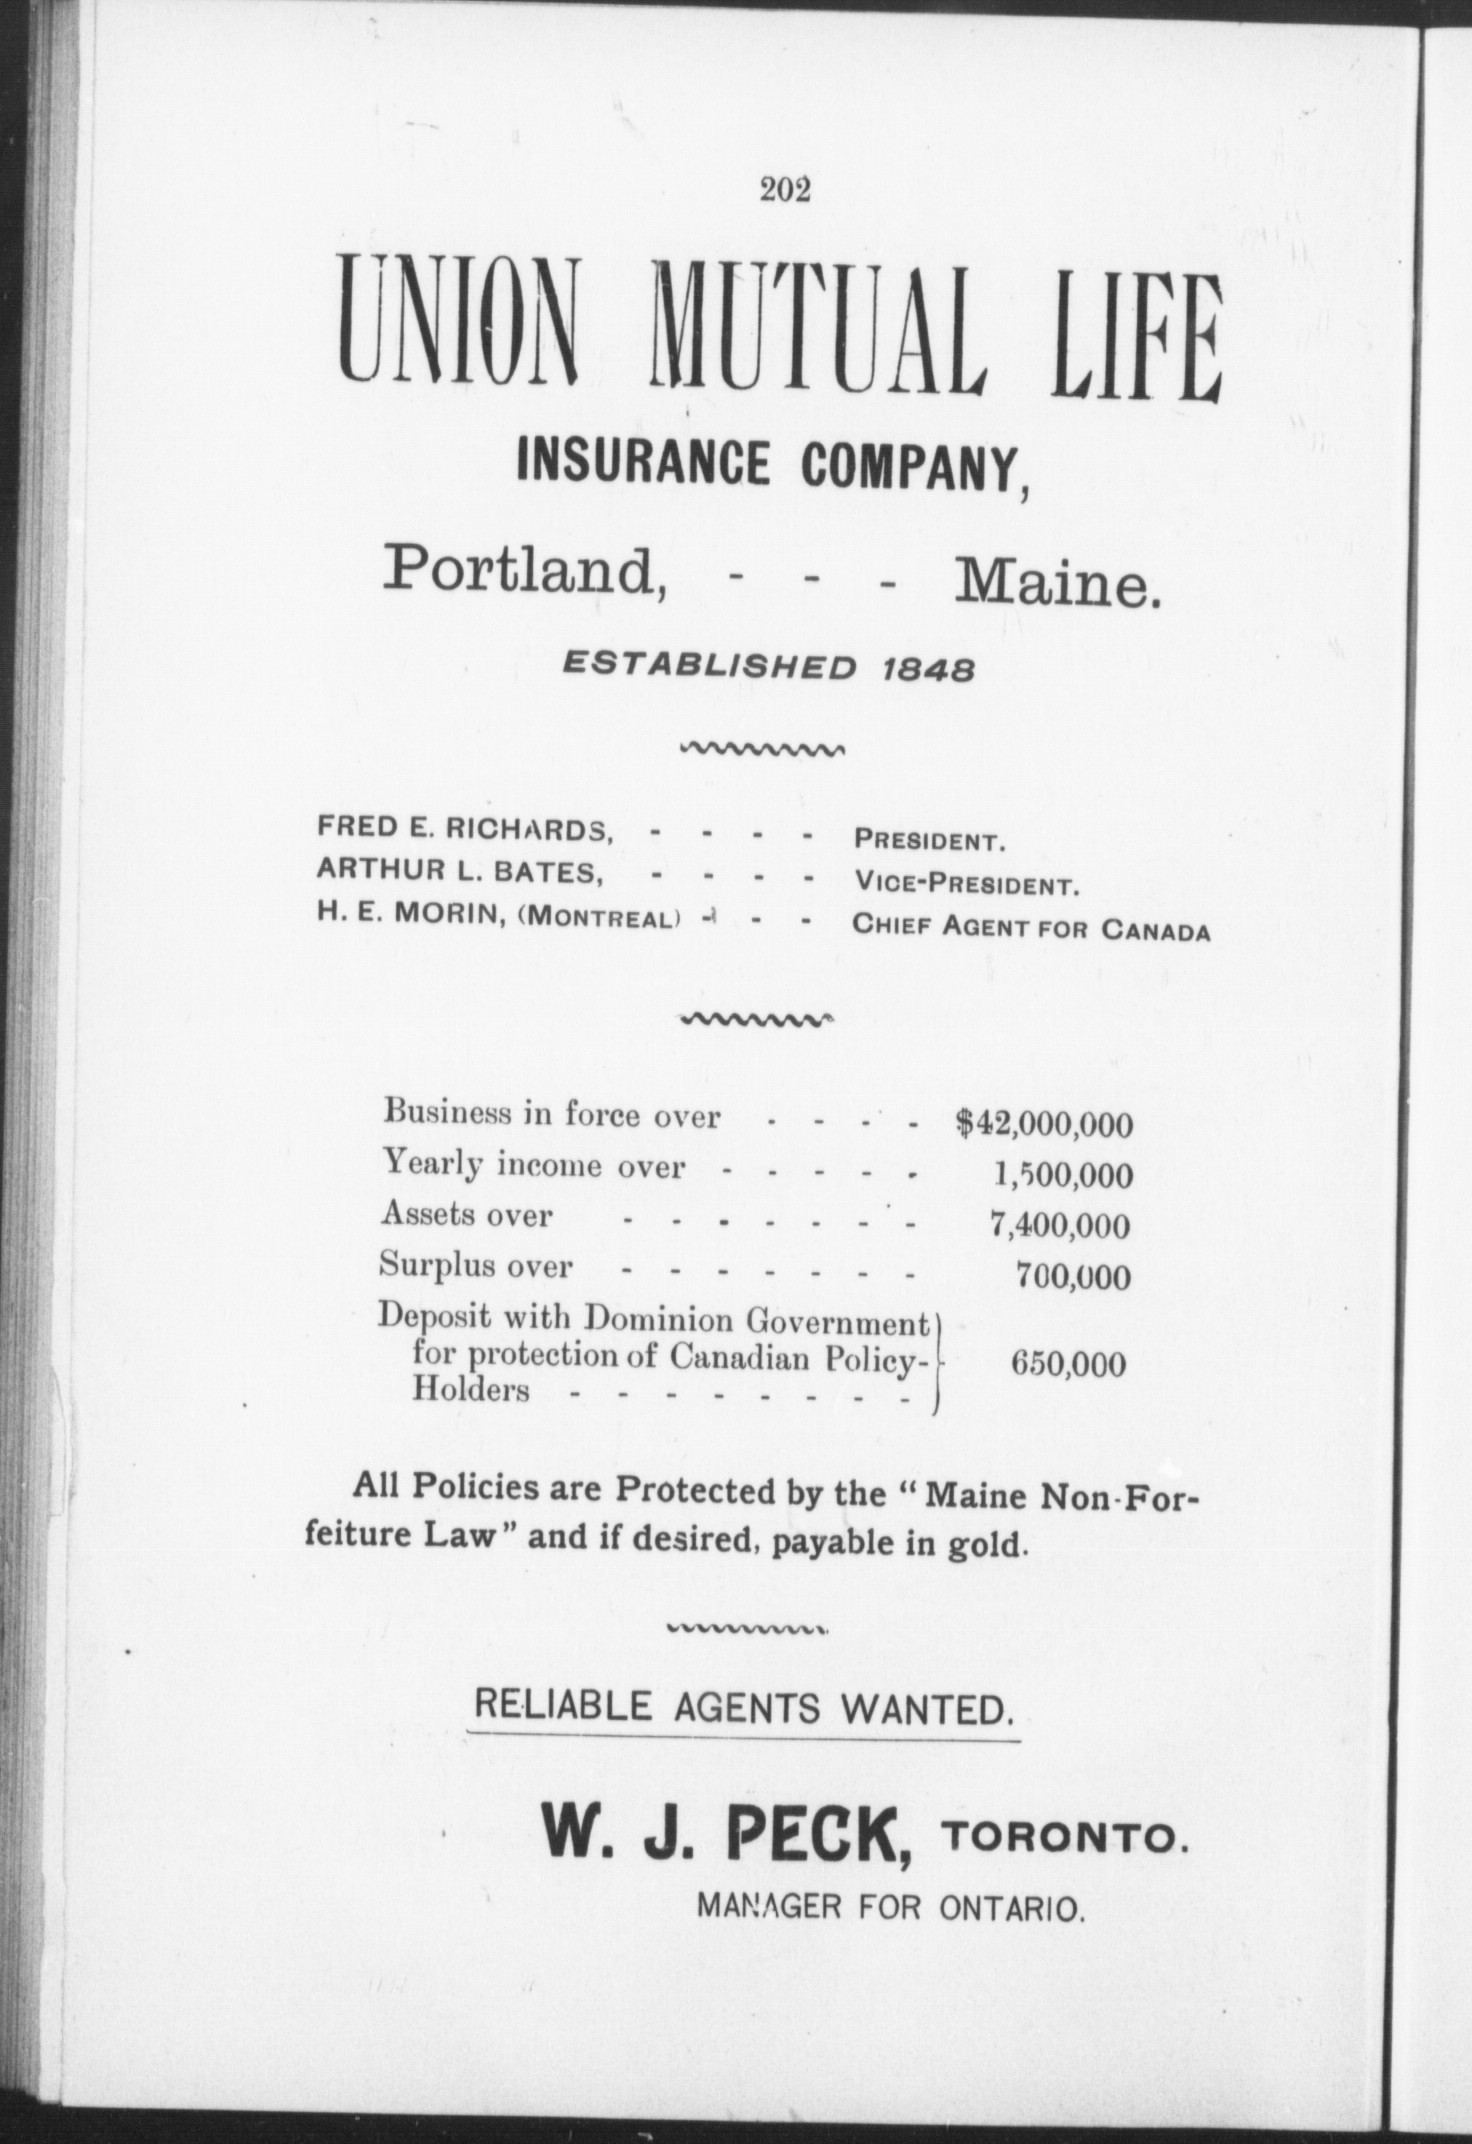 202
UNION MUTUAL LIFE
INSURANCE COMPANY,
Portland, - - - Maine.
ESTABLISHED 1848
FRED E. RICHARDS, - - - - PRESIDENT.
ARTHUR L. BATES, - - - - VICE-PRESIDENT.
H. E. MORIN, (MONTREAL) - - - CHIEF AGENT FOR CANADA
Business in force over - - - - $42,000,000
Yearly income over - - - - - 1,500,000
Assets over - - - - - - - 7,400,000
Surplus over - - - - - - - 700,000
Deposit with Dominion Government
for protection of Canadian Policy- 650,000
Holders - - - - - - - -
All Policies are Protected by the “Maine Non-For-
feiture Law” and if desired, payable in gold.
RELIABLE AGENTS WANTED.
W. J. PECK, TORONTO.
MANAGER FOR ONTARIO.